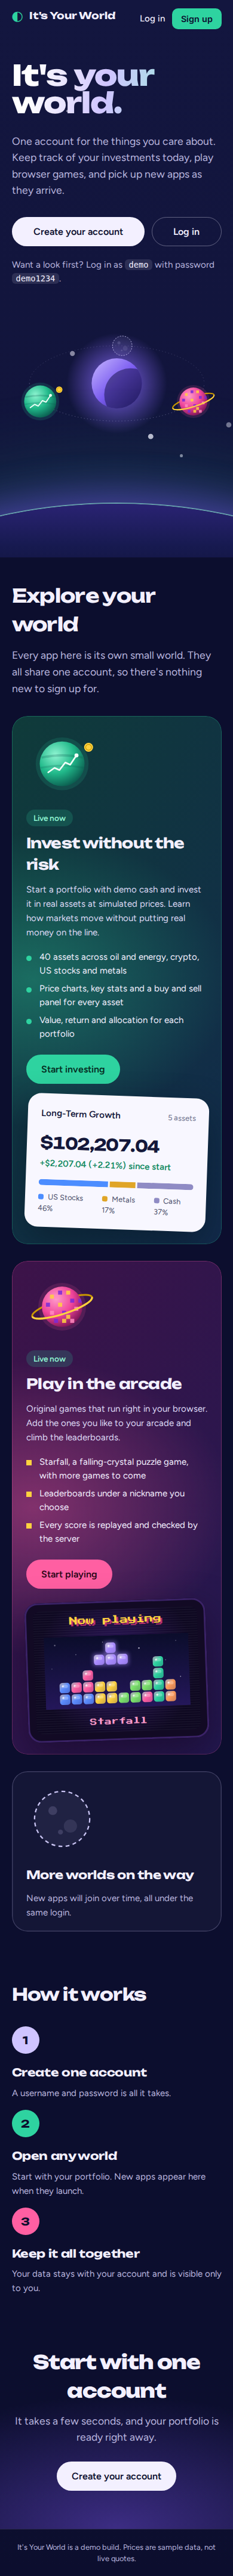 It's Your World
Log in
Sign up
It's your
world.
One account for the things you care about.
Keep track of your investments today, play
browser games, and pick up new apps as
they arrive.
Create your account
Log in
Want a look first? Log in as demo with password
demo1234.
Explore your
world
Every app here is its own small world. They
all share one account, so there's nothing
new to sign up for.
Live now
Invest without the
risk
Start a portfolio with demo cash and invest
it in real assets at simulated prices. Learn
how markets move without putting real
money on the line.
40 assets across oil and energy, crypto,
US stocks and metals
Price charts, key stats and a buy and sell
panel for every asset
Value, return and allocation for each
portfolio
Start investing
Long-Term Growth
5 assets
$102,207.04
+$2,207.04 (+2.21%) since start
US Stocks
46%
Metals
17%
Cash
37%
Live now
Play in the arcade
Original games that run right in your browser.
Add the ones you like to your arcade and
climb the leaderboards.
Starfall, a falling-crystal puzzle game,
with more games to come
Leaderboards under a nickname you
choose
Every score is replayed and checked by
the server
Start playing
Now playing
Starfall
More worlds on the way
New apps will join over time, all under the
same login.
How it works
1
Create one account
A username and password is all it takes.
2
Open any world
Start with your portfolio. New apps appear here
when they launch.
3
Keep it all together
Your data stays with your account and is visible only
to you.
Start with one
account
It takes a few seconds, and your portfolio is
ready right away.
Create your account
It's Your World is a demo build. Prices are sample data, not
live quotes.